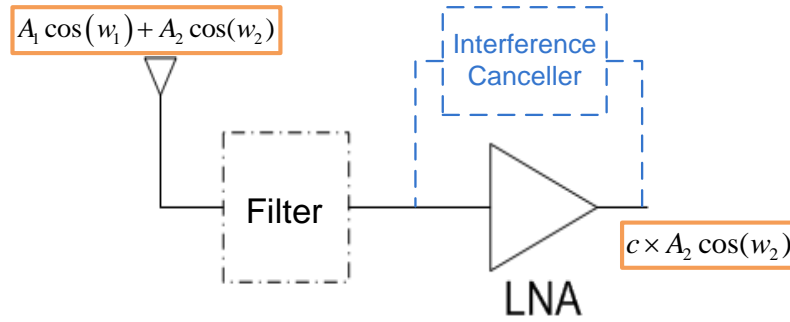 A₁ cos(w₁) + A₂ cos(w₂)
Interference
Canceller
Filter
LNA
c × A₂ cos(w₂)